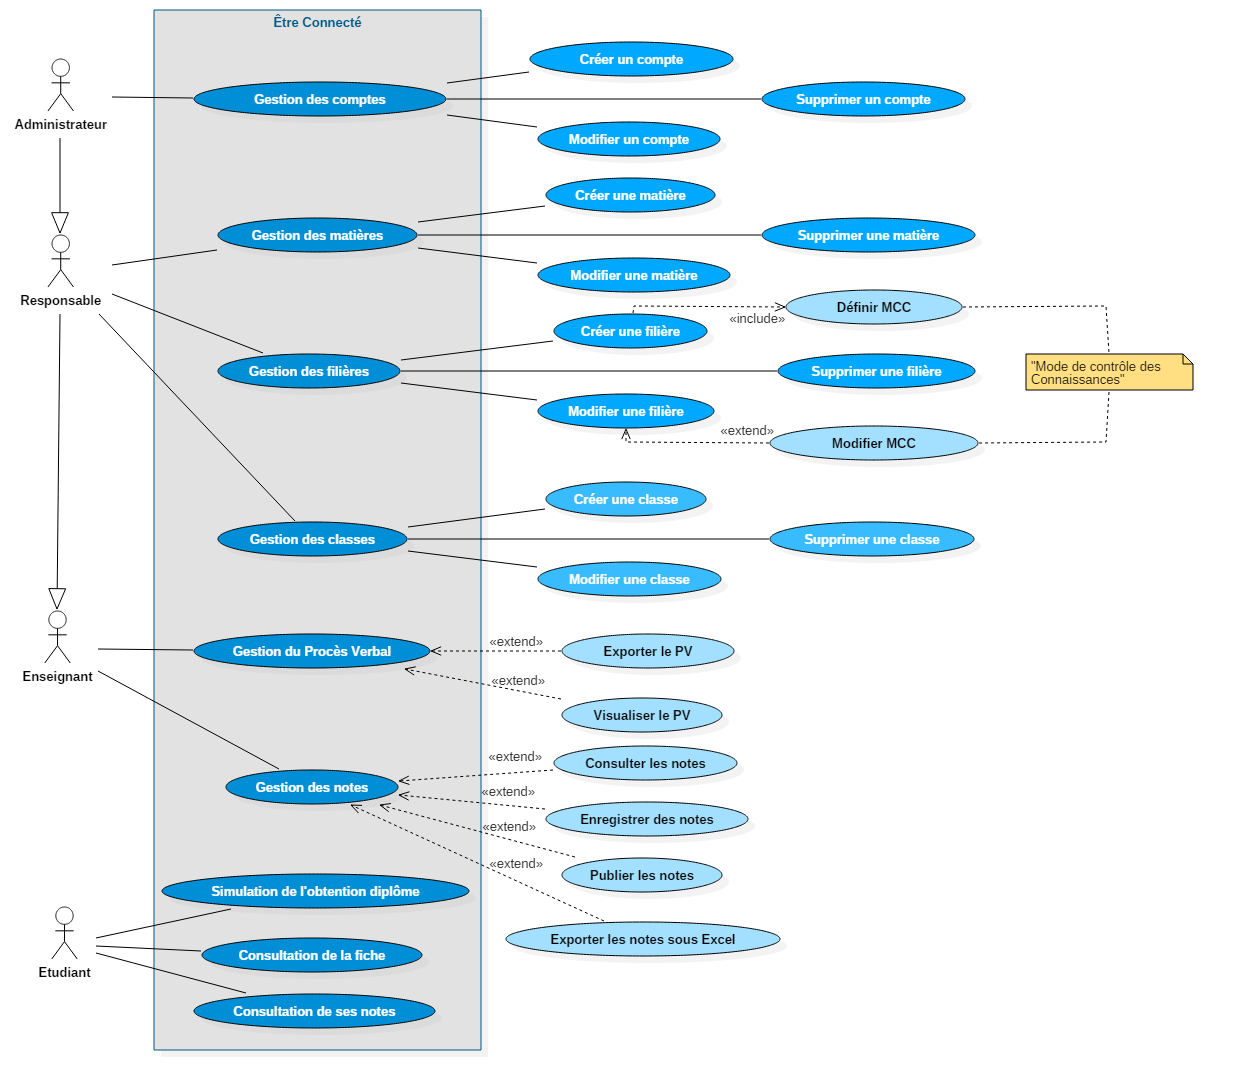 Être Connecté
Créer un compte
Administrateur
Gestion des comptes
Supprimer un compte
Modifier un compte
Créer une matière
Responsable
Gestion des matières
Supprimer une matière
Modifier une matière
«include»
Définir MCC
Créer une filière
"Mode de contrôle des
Connaissances"
Gestion des filières
Supprimer une filière
Modifier une filière
«extend»
Modifier MCC
Créer une classe
Gestion des classes
Supprimer une classe
Modifier une classe
Enseignant
Gestion du Procès Verbal
«extend»
Exporter le PV
«extend»
Visualiser le PV
«extend»
Consulter les notes
Gestion des notes
«extend»
Enregistrer des notes
«extend»
Publier les notes
«extend»
Exporter les notes sous Excel
Simulation de l'obtention diplôme
Etudiant
Consultation de la fiche
Consultation de ses notes